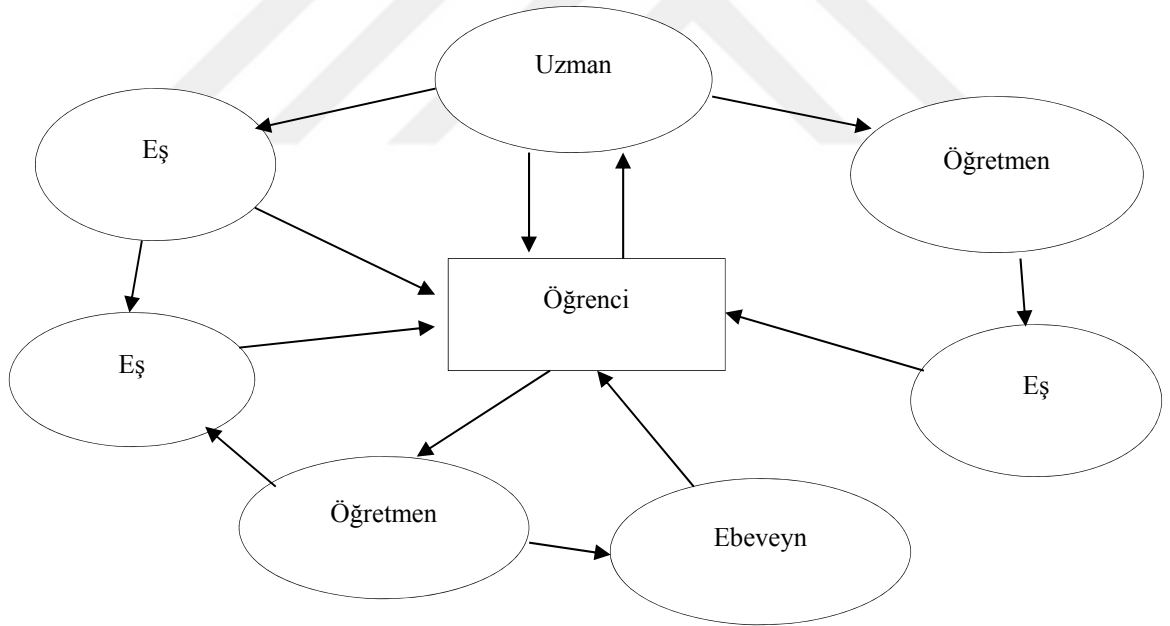 Uzman
Eş
Öğretmen
Öğrenci
Eş
Eş
Öğretmen
Ebeveyn